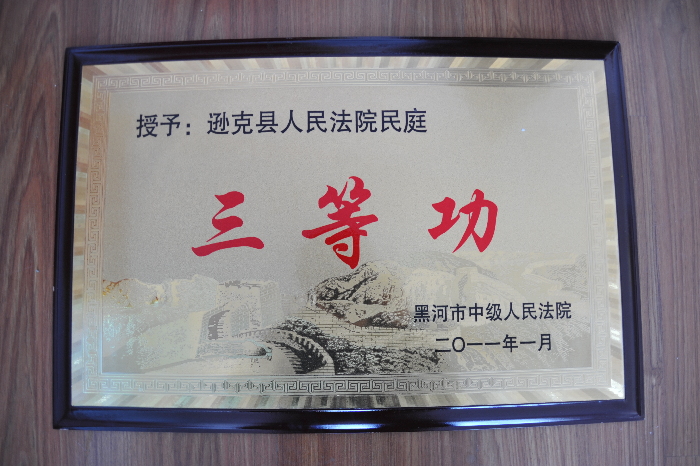 授予：逊克县人民法院民庭
三等功
黑河市中级人民法院
二〇一一年一月